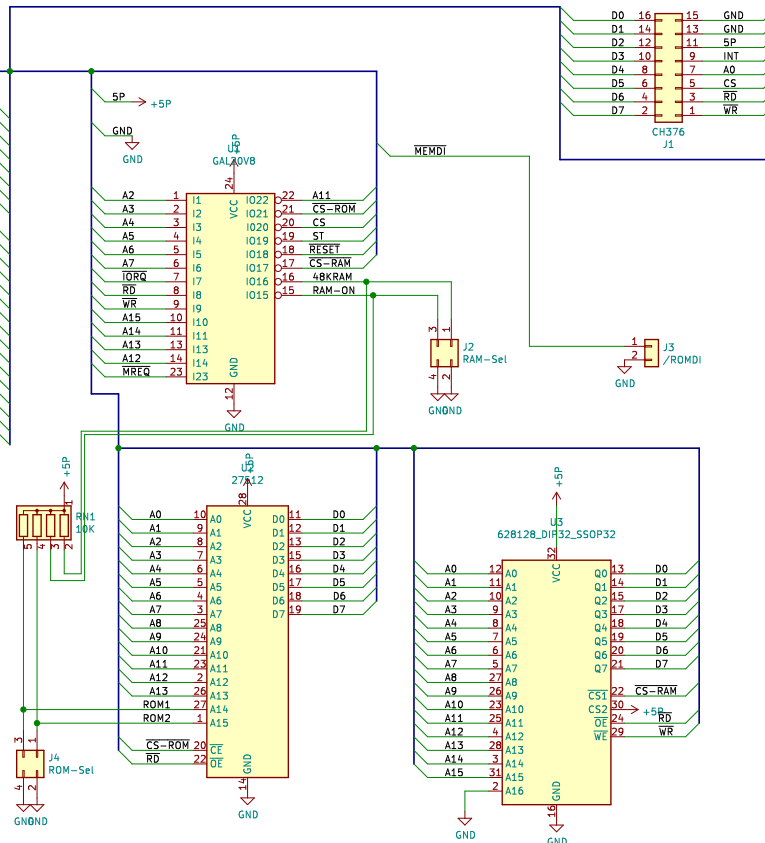 D0 16 15 GND
D1 14 13 GND
D2 12 11 5P
D3 10 9 INT
D4 8 7 A0
D5 6 5 CS
D6 4 3 RD
D7 2 1 WR
CH376
J1
5P +5P
GND
GND
+5P
U1
GAL20V8
MEMDI
24
VCC
A2 1 I1 IO22 22 A11
A3 2 I2 IO21 21 CS-ROM
A4 3 I3 IO20 20 CS
A5 4 I4 IO19 19 ST
A6 5 I5 IO18 18 RESET
A7 6 I6 IO17 17 CS-RAM
IORQ 7 I7 IO16 16 48KRAM
RD 8 I8 IO15 15 RAM-ON
WR 9 I9
A15 10 I10
A14 11 I11
A13 13 I13
A12 14 I14
MREQ 23 I23
GND
12
GND
3 1
J2
RAM-Sel
4 2
GND GND
1 J3
2 /ROMDI
GND
+5P
1
RN1
10K
5 4 3 2
+5P
U2
27512
28
VCC
A0 10 A0 D0 11 D0
A1 9 A1 D1 12 D1
A2 8 A2 D2 13 D2
A3 7 A3 D3 15 D3
A4 6 A4 D4 16 D4
A5 5 A5 D5 17 D5
A6 4 A6 D6 18 D6
A7 3 A7 D7 19 D7
A8 25 A8
A9 24 A9
A10 21 A10
A11 23 A11
A12 2 A12
A13 26 A13
ROM1 27 A14
ROM2 1 A15
CS-ROM 20 CE
RD 22 OE
GND
14
GND
3 1
J4
ROM-Sel
4 2
GND GND
+5P
U3
628128_DIP32_SSOP32
32
VCC
A0 12 A0 Q0 13 D0
A1 11 A1 Q1 14 D1
A2 10 A2 Q2 15 D2
A3 9 A3 Q3 17 D3
A4 8 A4 Q4 18 D4
A5 7 A5 Q5 19 D5
A6 6 A6 Q6 20 D6
A7 5 A7 Q7 21 D7
A8 27 A8
A9 26 A9 CS1 22 CS-RAM
A10 23 A10 CS2 30 +5P
A11 25 A11 OE 24 RD
A12 4 A12 WE 29 WR
A13 28 A13
A14 3 A14
A15 31 A15
2 A16
GND
16
GND
GND